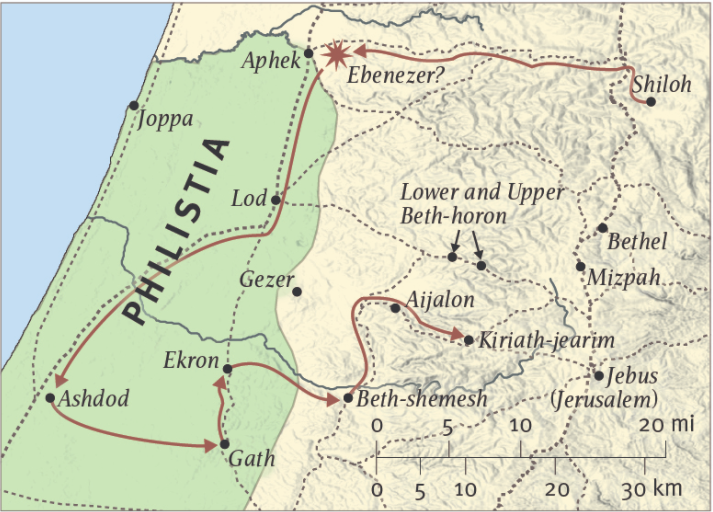 Aphek
Ebenezer?
Shiloh
Joppa
PHILISTIA
Lod
Lower and Upper
Beth-horon
Bethel
Mizpah
Gezer
Aijalon
Kiriath-jearim
Ekron
Jebus
(Jerusalem)
Ashdod
Beth-shemesh
Gath
0 5 10 20 mi
0 5 10 20 30 km